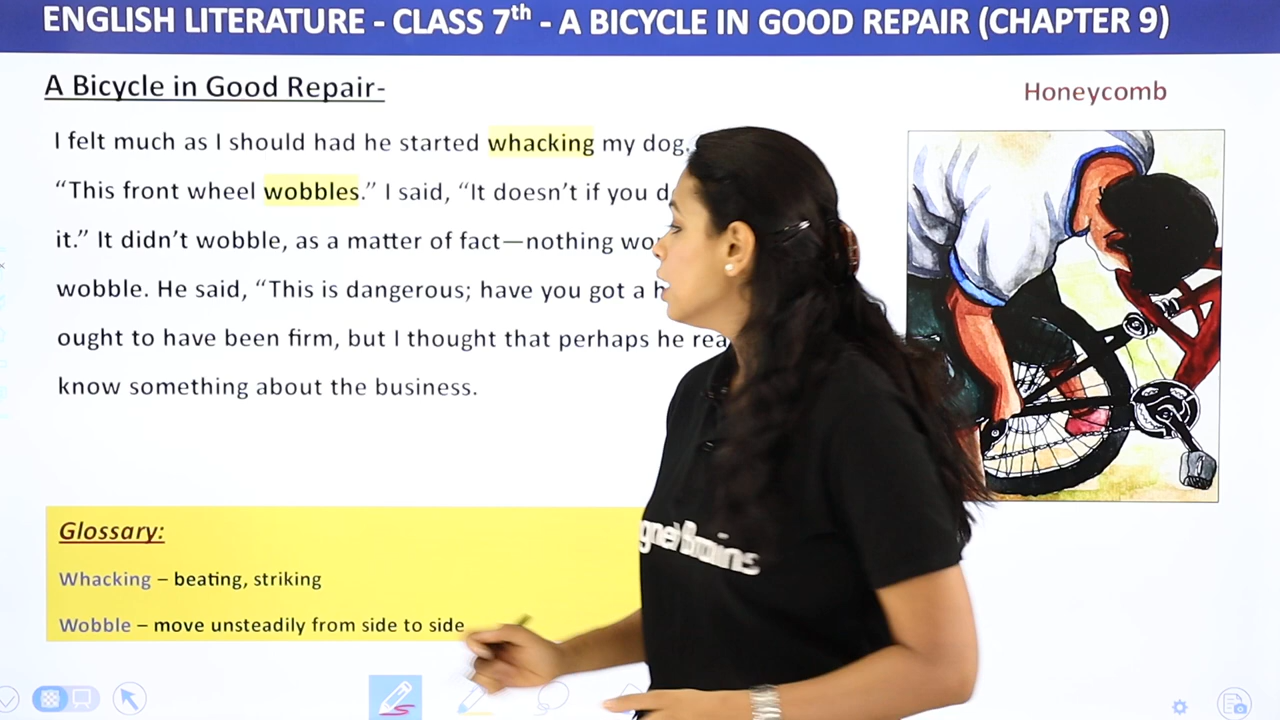 ENGLISH LITERATURE - CLASS 7th - A BICYCLE IN GOOD REPAIR (CHAPTER 9)
A Bicycle in Good Repair-
Honeycomb
I felt much as I should had he started whacking my dog.
“This front wheel wobbles.” I said, “It doesn’t if you
it.” It didn’t wobble, as a matter of fact—nothing
wobble. He said, “This is dangerous; have you got a
ought to have been firm, but I thought that perhaps he
know something about the business.
Glossary:
Whacking – beating, striking
Wobble – move unsteadily from side to side
Brains